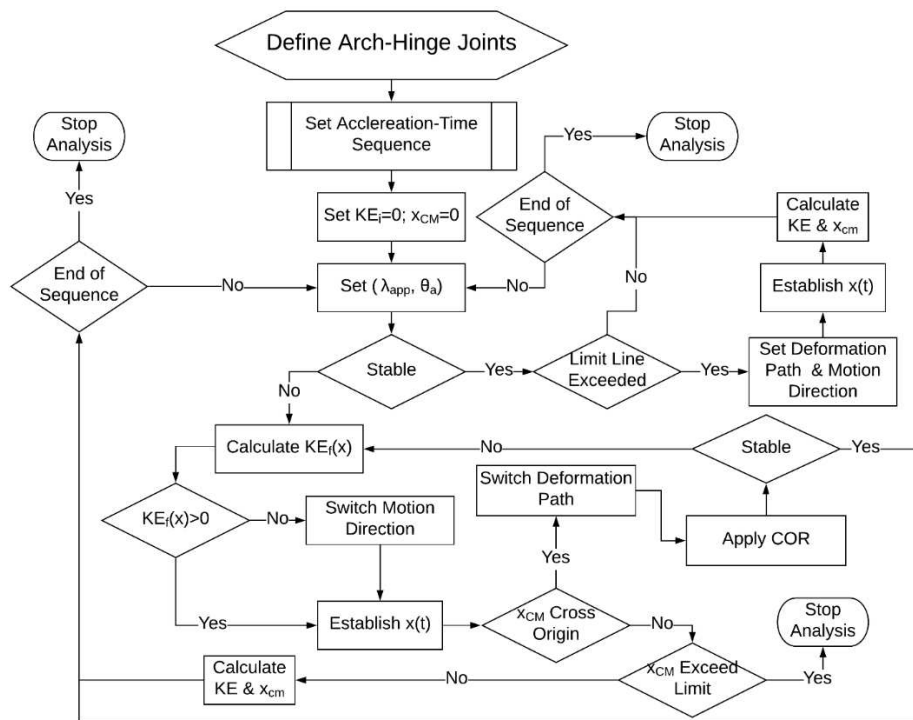 Define Arch-Hinge Joints
Set Acclereation-Time
Sequence
Stop
Analysis
Yes
Stop
Analysis
Yes
End of
Sequence
Calculate
KE & xcm
Set KEi=0; xCM=0
End of
Sequence
No
Set ( λapp, θa)
No
No
Establish x(t)
Stable
Yes
Limit Line
Exceeded
Yes
Set Deformation
Path & Motion
Direction
No
Calculate KEf(x)
No
Stable
Yes
KEf(x)>0
No
Switch Motion
Direction
Switch Deformation
Path
Apply COR
Yes
Yes
Establish x(t)
xCM Cross
Origin
No
Stop
Analysis
Calculate
KE & xcm
No
xCM Exceed
Limit
Yes